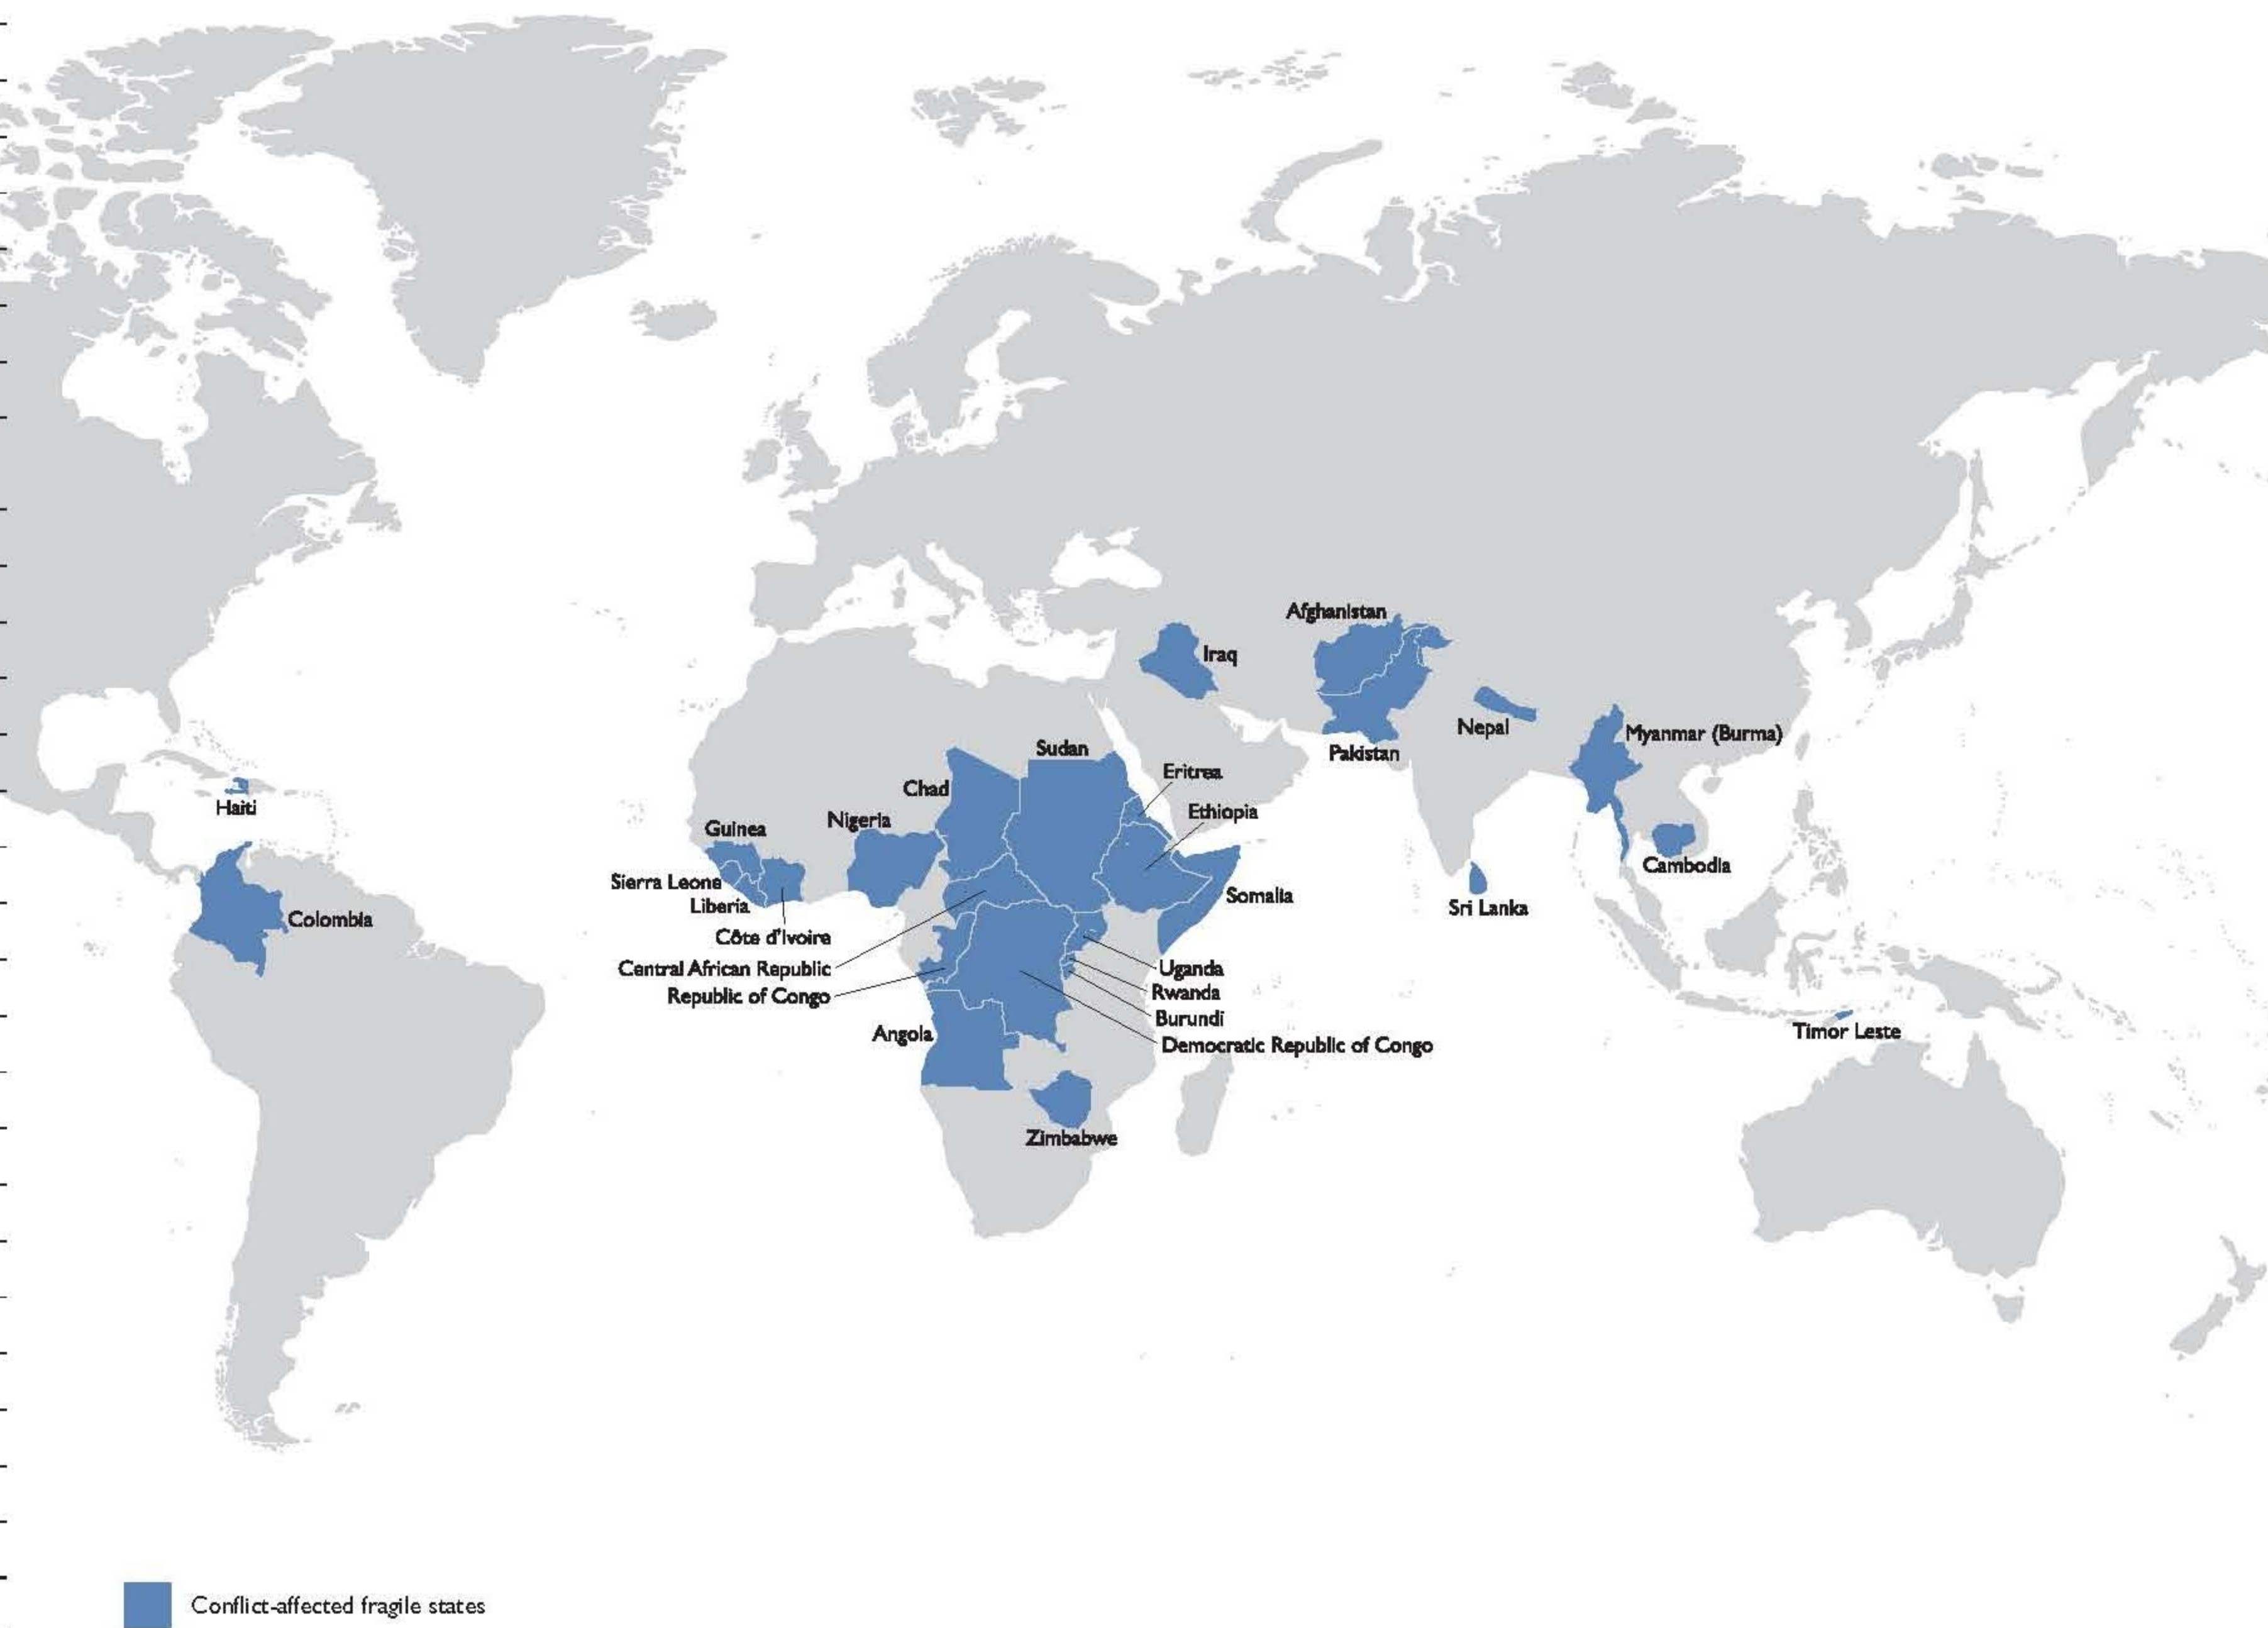 Afghanistan
Iraq
Nepal
Myanmar (Burma)
Pakistan
Sudan
Eritrea
Chad
Haiti
Ethiopia
Nigeria
Guinea
Cambodia
Sierra Leone
Somalia
Liberia
Sri Lanka
Colombia
Côte d'Ivoire
Central African Republic
Uganda
Republic of Congo
Rwanda
Burundi
Timor Leste
Angola
Democratic Republic of Congo
Zimbabwe
Conflict-affected fragile states